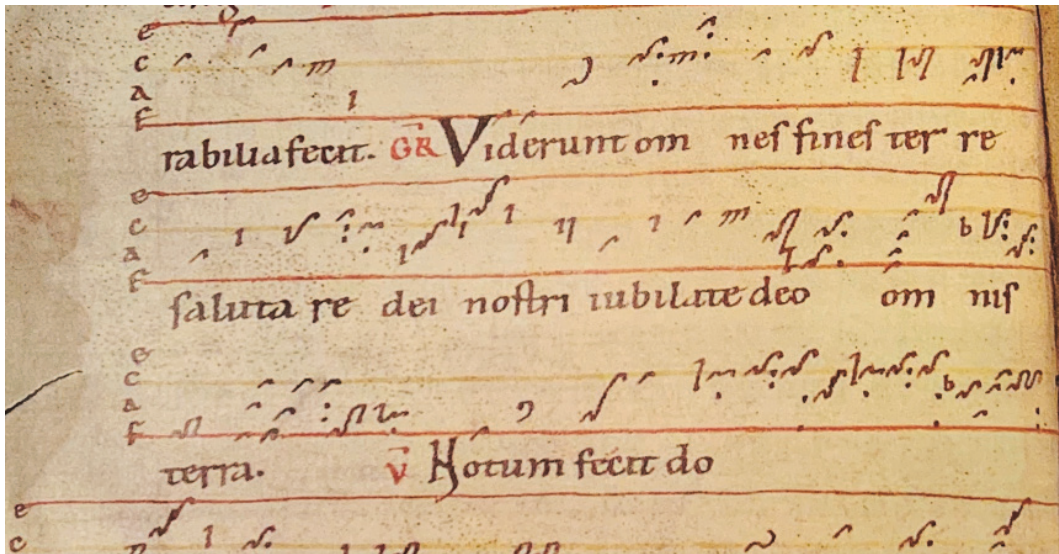 e
c
a
F
rabilia fecit. GR Viderunt om nes fines ter re
e
c
a
F
saluta re dei nostri iubilate deo om nis
b
e
c
a
F
terra. V Notum fecit do
b
e
c